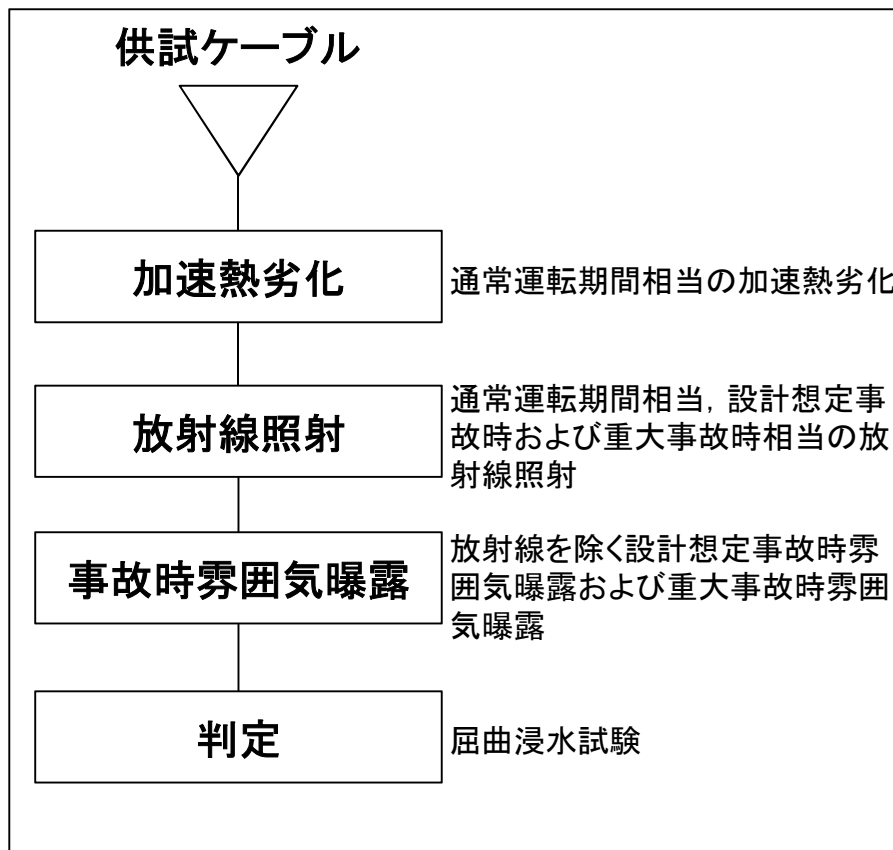 供試ケーブル
加速熱劣化
通常運転期間相当の加速熱劣化
放射線照射
通常運転期間相当, 設計想定事
故時および重大事故時相当の放
射線照射
事故時雰囲気曝露
放射線を除く設計想定事故時雰
囲気曝露および重大事故時雰囲
気曝露
判定
屈曲浸水試験